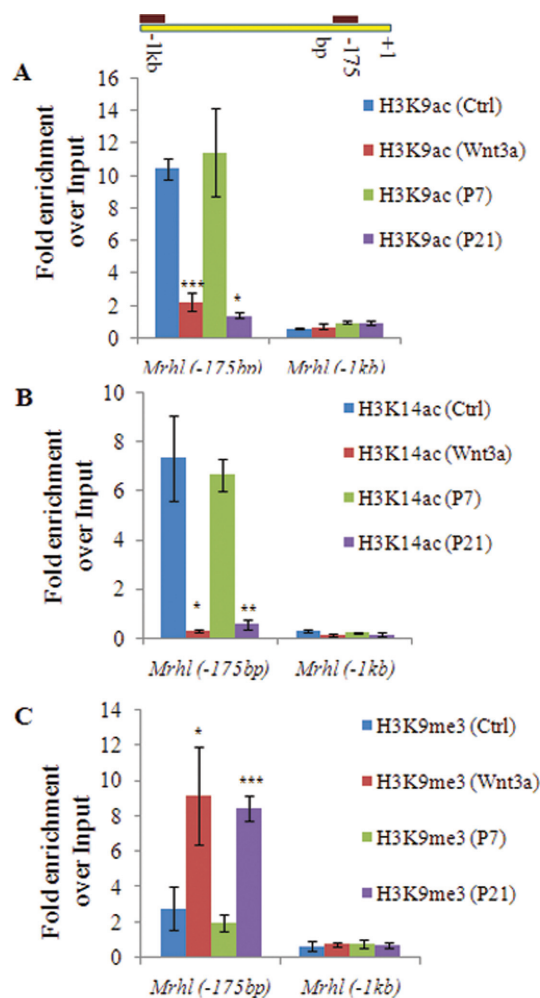 -1kb
bp
-175
+1
A
16
14
12
10
8
6
4
2
0
Fold enrichment
over Input
H3K9ac (Ctrl)
H3K9ac (Wnt3a)
H3K9ac (P7)
H3K9ac (P21)
***
*
Mrhl (-175bp)
Mrhl (-1kb)
B
10
8
6
4
2
0
Fold enrichment
over Input
H3K14ac (Ctrl)
H3K14ac (Wnt3a)
H3K14ac (P7)
H3K14ac (P21)
*
**
Mrhl (-175bp)
Mrhl (-1kb)
C
14
12
10
8
6
4
2
0
Fold enrichment
over Input
H3K9me3 (Ctrl)
H3K9me3 (Wnt3a)
H3K9me3 (P7)
H3K9me3 (P21)
*
***
Mrhl (-175bp)
Mrhl (-1kb)